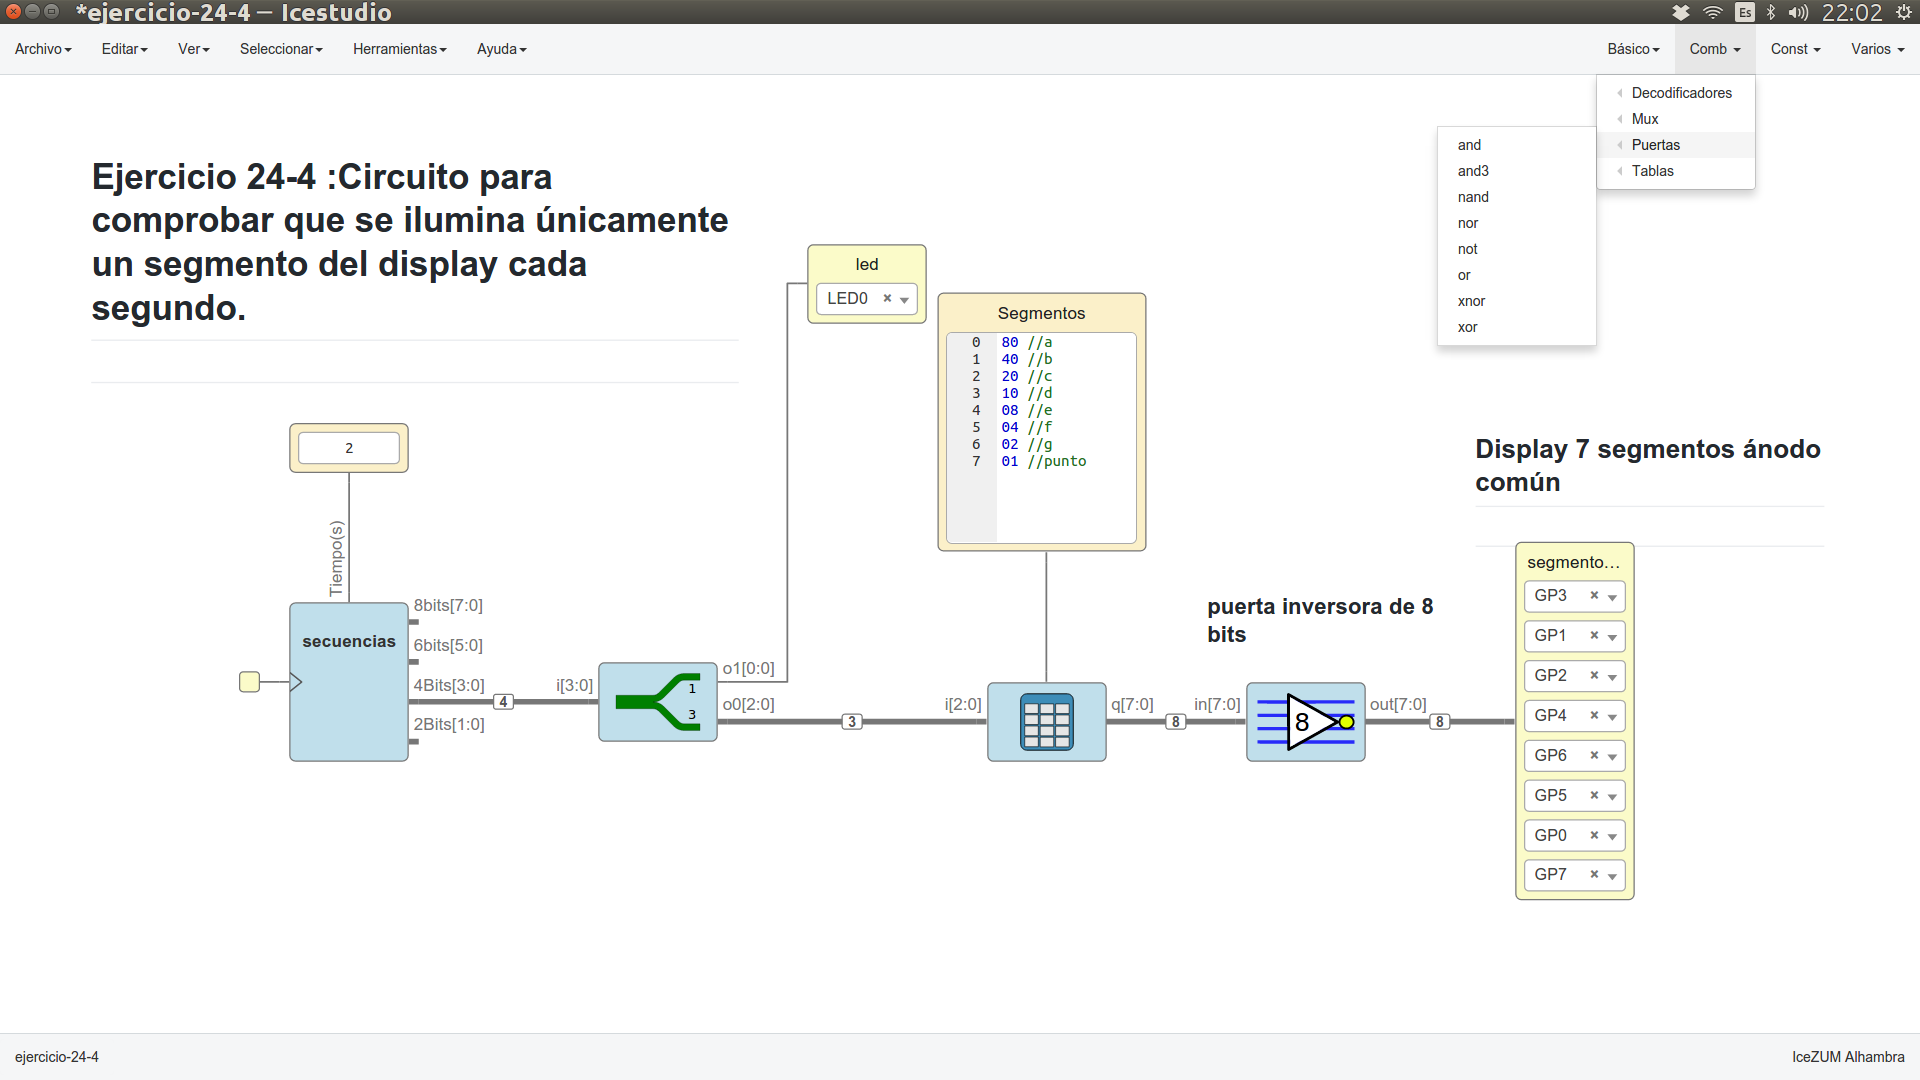 *ejercicio-24-4 — Icestudio
Es
22:02
Archivo
Editar
Ver
Seleccionar
Herramientas
Ayuda
Básico
Comb
Const
Varios
Decodificadores
Mux
Puertas
Tablas
and
and3
nand
nor
not
or
xnor
xor
Ejercicio 24-4 :Circuito para
comprobar que se ilumina únicamente
un segmento del display cada
segundo.
led
LED0
Segmentos
0 80 //a
1 40 //b
2 20 //c
3 10 //d
4 08 //e
5 04 //f
6 02 //g
7 01 //punto
2
Tiempo(s)
secuencias
8bits[7:0]
6bits[5:0]
4Bits[3:0]
2Bits[1:0]
4
i[3:0]
1
3
o1[0:0]
o0[2:0]
3
i[2:0]
q[7:0]
8
puerta inversora de 8
bits
in[7:0]
8
out[7:0]
8
Display 7 segmentos ánodo
común
segmento...
GP3
GP1
GP2
GP4
GP6
GP5
GP0
GP7
ejercicio-24-4
IceZUM Alhambra